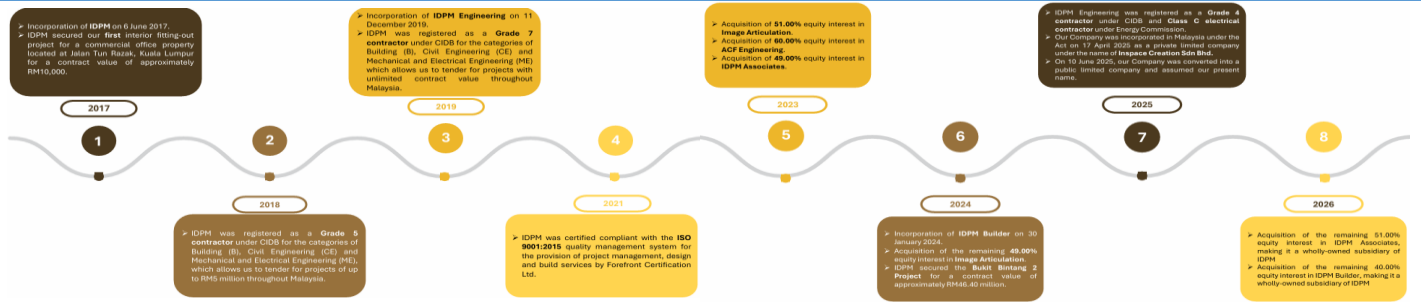 ➢ Incorporation of IDPM on 6 June 2017.
➢ IDPM secured our first interior fitting-out
project for a commercial office property
located at Jalan Tun Razak, Kuala Lumpur
for a contract value of approximately
RM10,000.
2017
1
2
2018
➢ IDPM was registered as a Grade 5
contractor under CIDB for the categories of
Building (B), Civil Engineering (CE) and
Mechanical and Electrical Engineering (ME),
which allows us to tender for projects of up
to RM5 million throughout Malaysia.
➢ Incorporation of IDPM Engineering on 11
December 2019.
➢ IDPM was registered as a Grade 7
contractor under CIDB for the categories of
Building (B), Civil Engineering (CE) and
Mechanical and Electrical Engineering (ME)
which allows us to tender for projects with
unlimited contract value throughout
Malaysia.
2019
3
4
2021
➢ IDPM was certified compliant with the ISO
9001:2015 quality management system for
the provision of project management, design
and build services by Forefront Certification
Ltd.
➢ Acquisition of 51.00% equity interest in
Image Articulation.
➢ Acquisition of 60.00% equity interest in
ACF Engineering.
➢ Acquisition of 49.00% equity interest in
IDPM Associates.
2023
5
6
2024
➢ Incorporation of IDPM Builder on 30
January 2024.
➢ Acquisition of the remaining 49.00%
equity interest in Image Articulation.
➢ IDPM secured the Bukit Bintang 2
Project for a contract value of
approximately RM46.40 million.
➢ IDPM Engineering was registered as a Grade 4
contractor under CIDB and Class C electrical
contractor under Energy Commission.
➢ Our Company was incorporated in Malaysia under the
Act on 17 April 2025 as a private limited company
under the name of Inspace Creation Sdn Bhd.
➢ On 10 June 2025, our Company was converted into a
public limited company and assumed our present
name.
2025
7
8
2026
➢ Acquisition of the remaining 51.00%
equity interest in IDPM Associates,
making it a wholly-owned subsidiary of
IDPM
➢ Acquisition of the remaining 40.00%
equity interest in IDPM Builder, making it a
wholly-owned subsidiary of IDPM